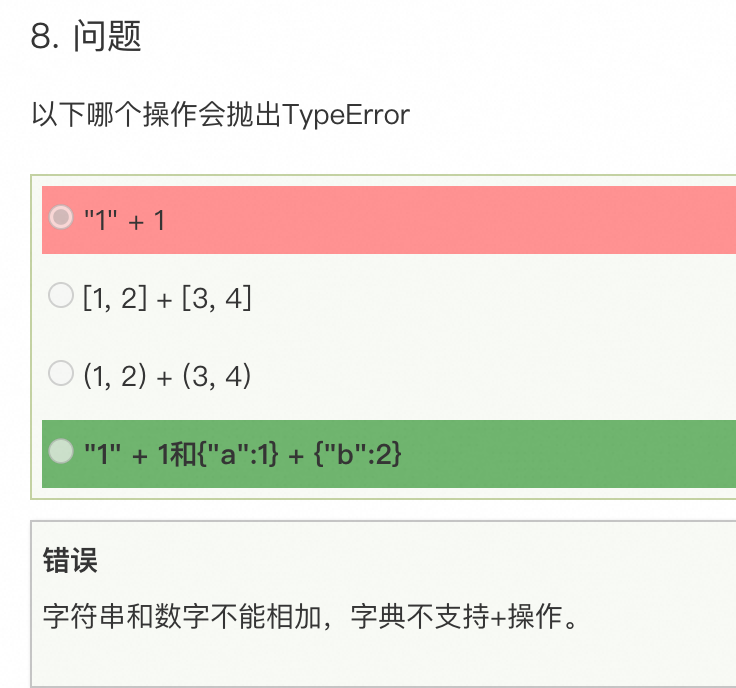 8. 问题
以下哪个操作会抛出TypeError
"1" + 1
[1, 2] + [3, 4]
(1, 2) + (3, 4)
"1" + 1和{"a":1} + {"b":2}
错误
字符串和数字不能相加，字典不支持+操作。